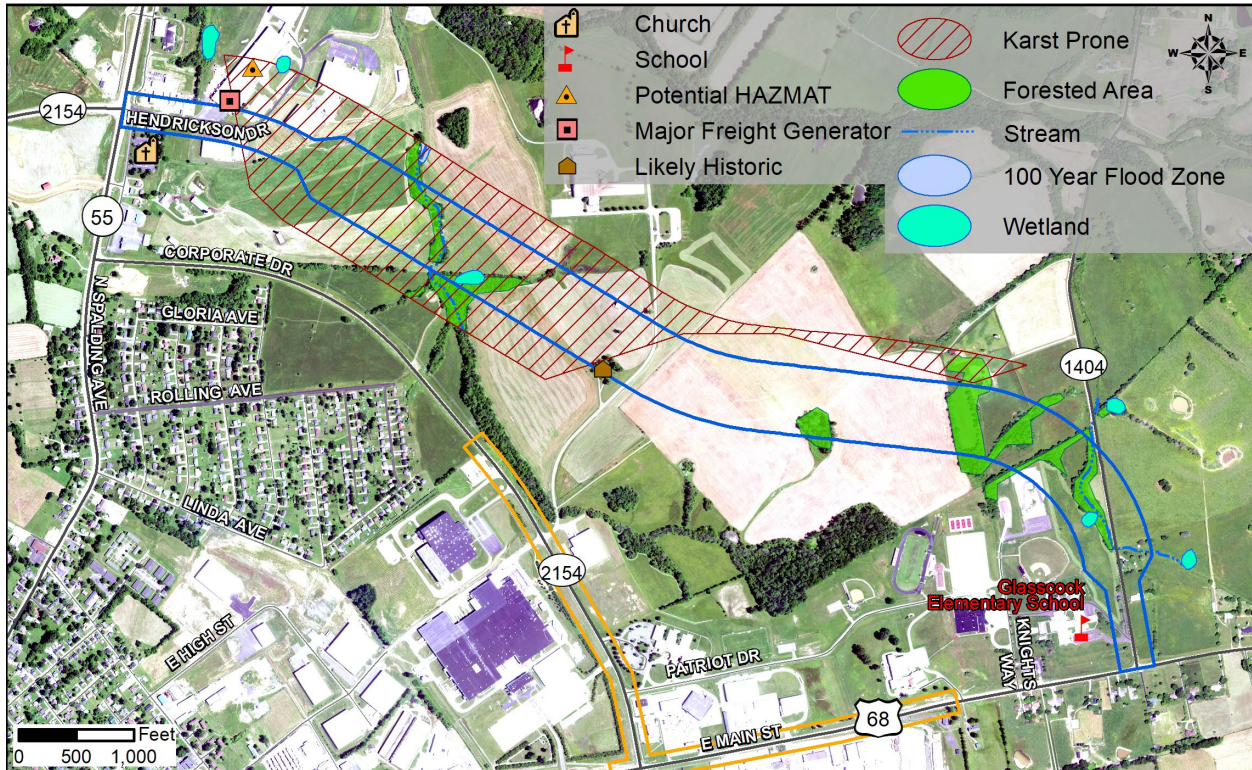 Church
School
Potential HAZMAT
Major Freight Generator
Likely Historic
Karst Prone
Forested Area
Stream
100 Year Flood Zone
Wetland
N
W E
S
2154
HENDRICKSON DR
55
CORPORATE DR
N SPALDING AVE
GLORIA AVE
ROLLING AVE
LINDA AVE
E HIGH ST
1404
2154
Glasscock
Elementary School
KNIGHTS
WAY
PATRIOT DR
68
E MAIN ST
Feet
0 500 1,000